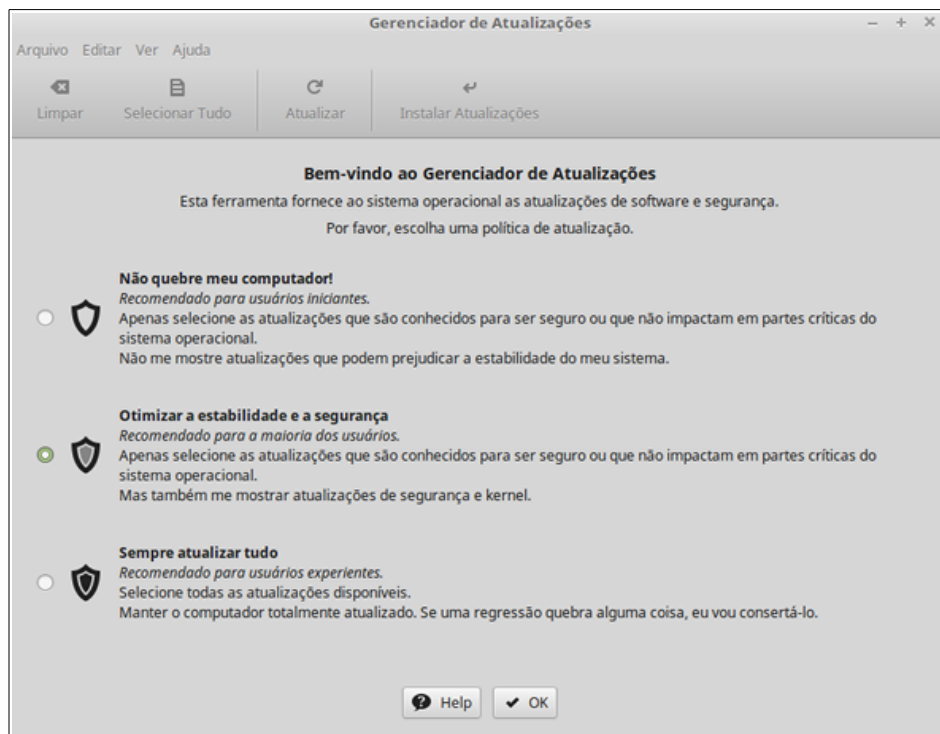 Gerenciador de Atualizações
Arquivo Editar Ver Ajuda
Limpar Selecionar Tudo Atualizar Instalar Atualizações
Bem-vindo ao Gerenciador de Atualizações
Esta ferramenta fornece ao sistema operacional as atualizações de software e segurança.
Por favor, escolha uma política de atualização.
Não quebre meu computador!
Recomendado para usuários iniciantes.
Apenas selecione as atualizações que são conhecidos para ser seguro ou que não impactam em partes críticas do
sistema operacional.
Não me mostre atualizações que podem prejudicar a estabilidade do meu sistema.
Otimizar a estabilidade e a segurança
Recomendado para a maioria dos usuários.
Apenas selecione as atualizações que são conhecidos para ser seguro ou que não impactam em partes críticas do
sistema operacional.
Mas também me mostrar atualizações de segurança e kernel.
Sempre atualizar tudo
Recomendado para usuários experientes.
Selecione todas as atualizações disponíveis.
Manter o computador totalmente atualizado. Se uma regressão quebra alguma coisa, eu vou consertá-lo.
Help OK